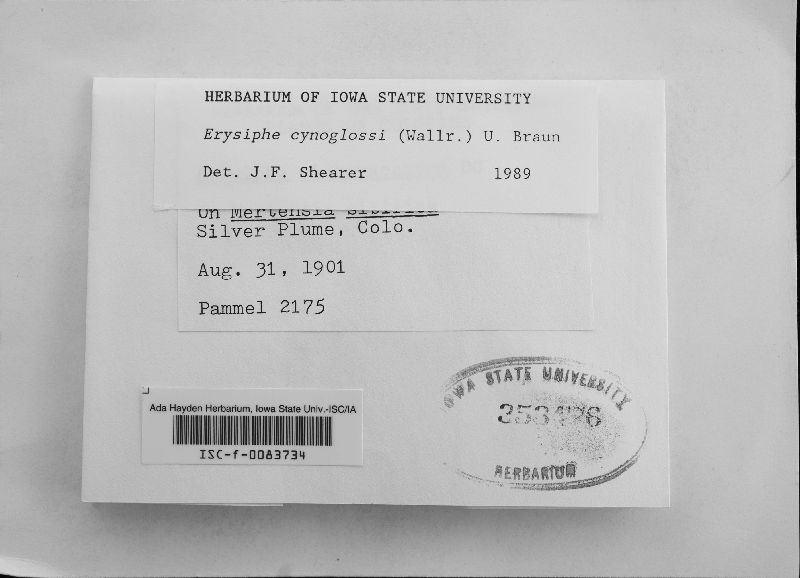 HERBARIUM OF IOWA STATE UNIVERSITY
Erysiphe cynoglossi (Wallr.) U. Braun
Det. J.F. Shearer 1989
On Mertensia sibirica
Silver Plume, Colo.
Aug. 31, 1901
Pammel 2175
Ada Hayden Herbarium, Iowa State Univ.-ISC/IA
ISC-f-0083734
IOWA STATE UNIVERSITY
HERBARIUM